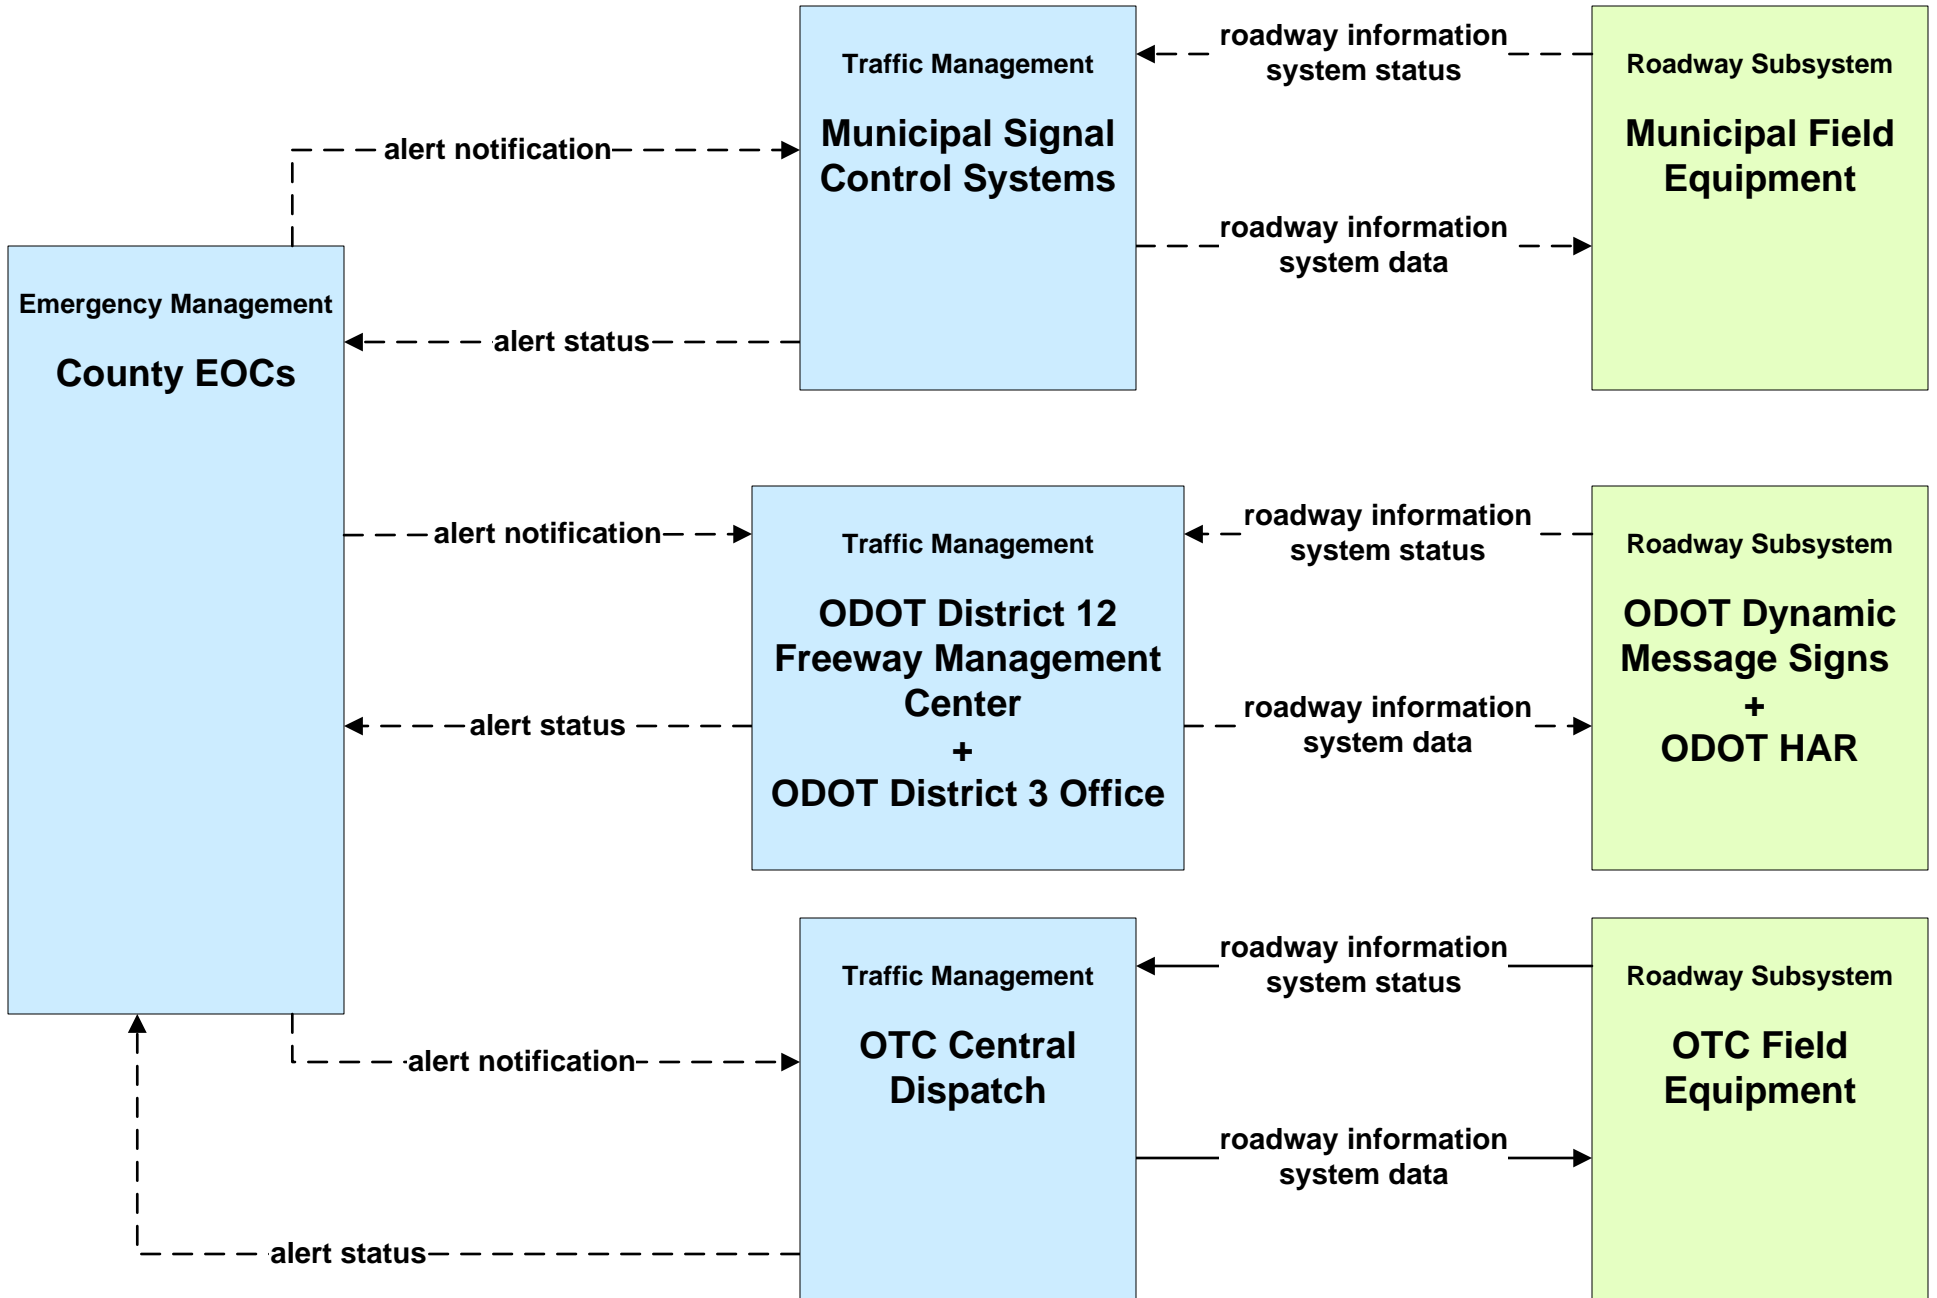 Emergency Management
County EOCs
alert notification
alert status
Traffic Management
Municipal Signal
Control Systems
roadway information
system status
roadway information
system data
Roadway Subsystem
Municipal Field
Equipment
alert notification
alert status
Traffic Management
ODOT District 12
Freeway Management
Center
+
ODOT District 3 Office
roadway information
system status
roadway information
system data
Roadway Subsystem
ODOT Dynamic
Message Signs
+
ODOT HAR
alert notification
alert status
Traffic Management
OTC Central
Dispatch
roadway information
system status
roadway information
system data
Roadway Subsystem
OTC Field
Equipment